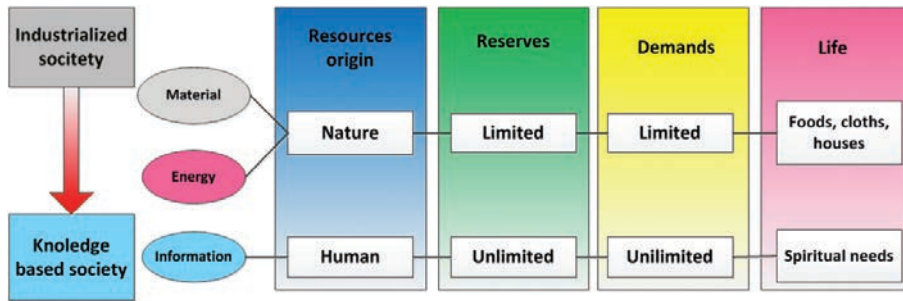 Industrialized
socitety
Resources
origin
Reserves
Demands
Life
Material
Energy
Nature
Limited
Limited
Foods, cloths,
houses
Knoledge
based society
Information
Human
Unlimited
Unilimited
Spiritual needs